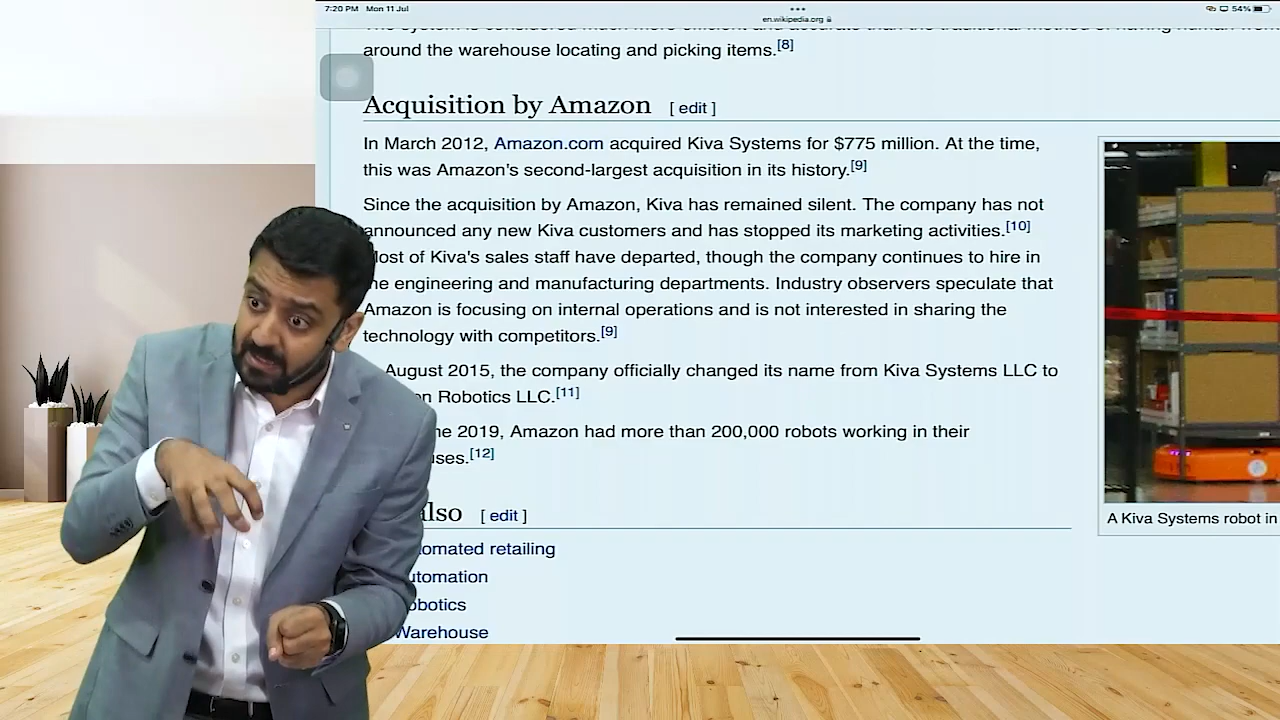 7:20 PM Mon 11 Jul
en.wikipedia.org
54%
around the warehouse locating and picking items.[8]
Acquisition by Amazon [ edit ]
In March 2012, Amazon.com acquired Kiva Systems for $775 million. At the time,
this was Amazon's second-largest acquisition in its history.[9]
Since the acquisition by Amazon, Kiva has remained silent. The company has not
announced any new Kiva customers and has stopped its marketing activities.[10]
Most of Kiva's sales staff have departed, though the company continues to hire in
the engineering and manufacturing departments. Industry observers speculate that
Amazon is focusing on internal operations and is not interested in sharing the
technology with competitors.[9]
August 2015, the company officially changed its name from Kiva Systems LLC to
n Robotics LLC.[11]
ne 2019, Amazon had more than 200,000 robots working in their
uses.[12]
also [ edit ]
omated retailing
utomation
obotics
Warehouse
A Kiva Systems robot in